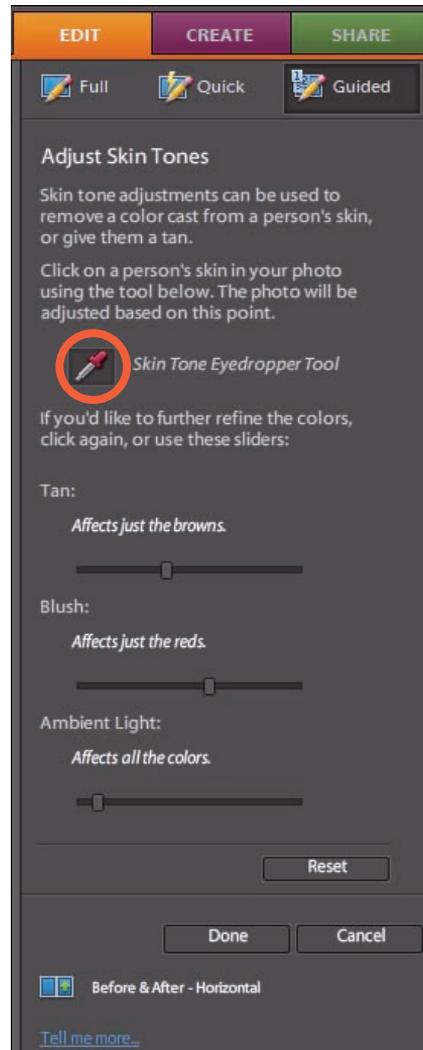 EDIT CREATE SHARE
Full Quick Guided
Adjust Skin Tones
Skin tone adjustments can be used to
remove a color cast from a person's skin,
or give them a tan.
Click on a person's skin in your photo
using the tool below. The photo will be
adjusted based on this point.
Skin Tone Eyedropper Tool
If you'd like to further refine the colors,
click again, or use these sliders:
Tan:
Affects just the browns.
Blush:
Affects just the reds.
Ambient Light:
Affects all the colors.
Reset
Done Cancel
Before & After - Horizontal
Tell me more...